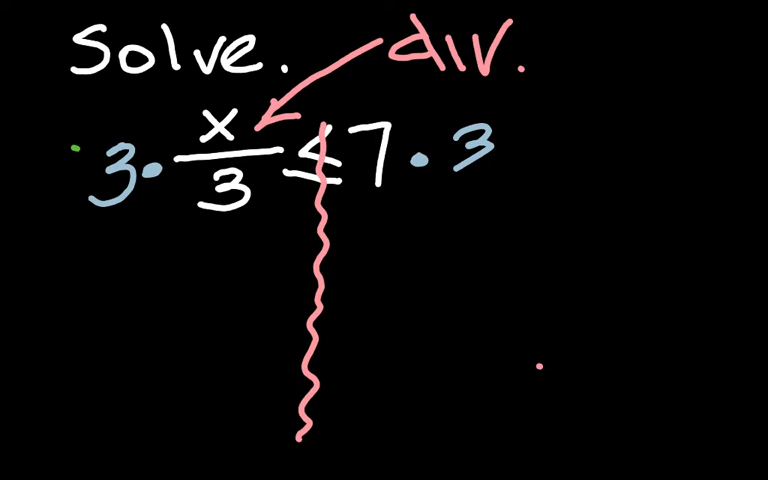 Solve. div.
3 • x/3 ≤ 7 • 3